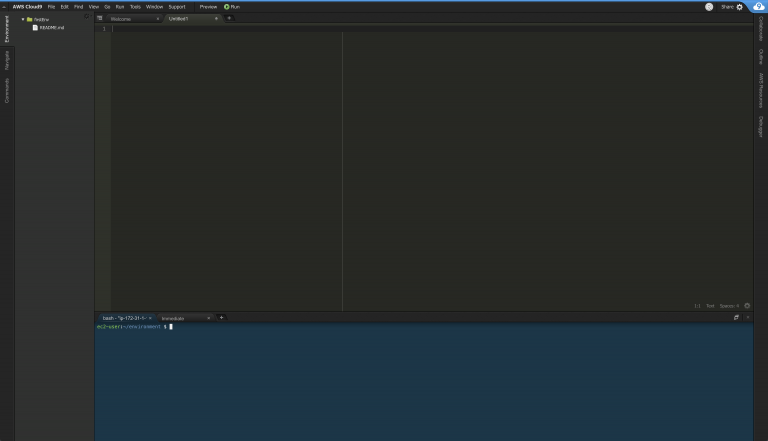 AWS Cloud9 File Edit Find View Go Run Tools Window Support Preview Run Share
Environment
Navigate
Commands
README.md
Welcome
Untitled1
1
Collaborate
Outline
AWS Resources
Debugger
1:1 Text Spaces: 4
bash - "ip-172-31-4-
Immediate
ec2-user:~/environment $